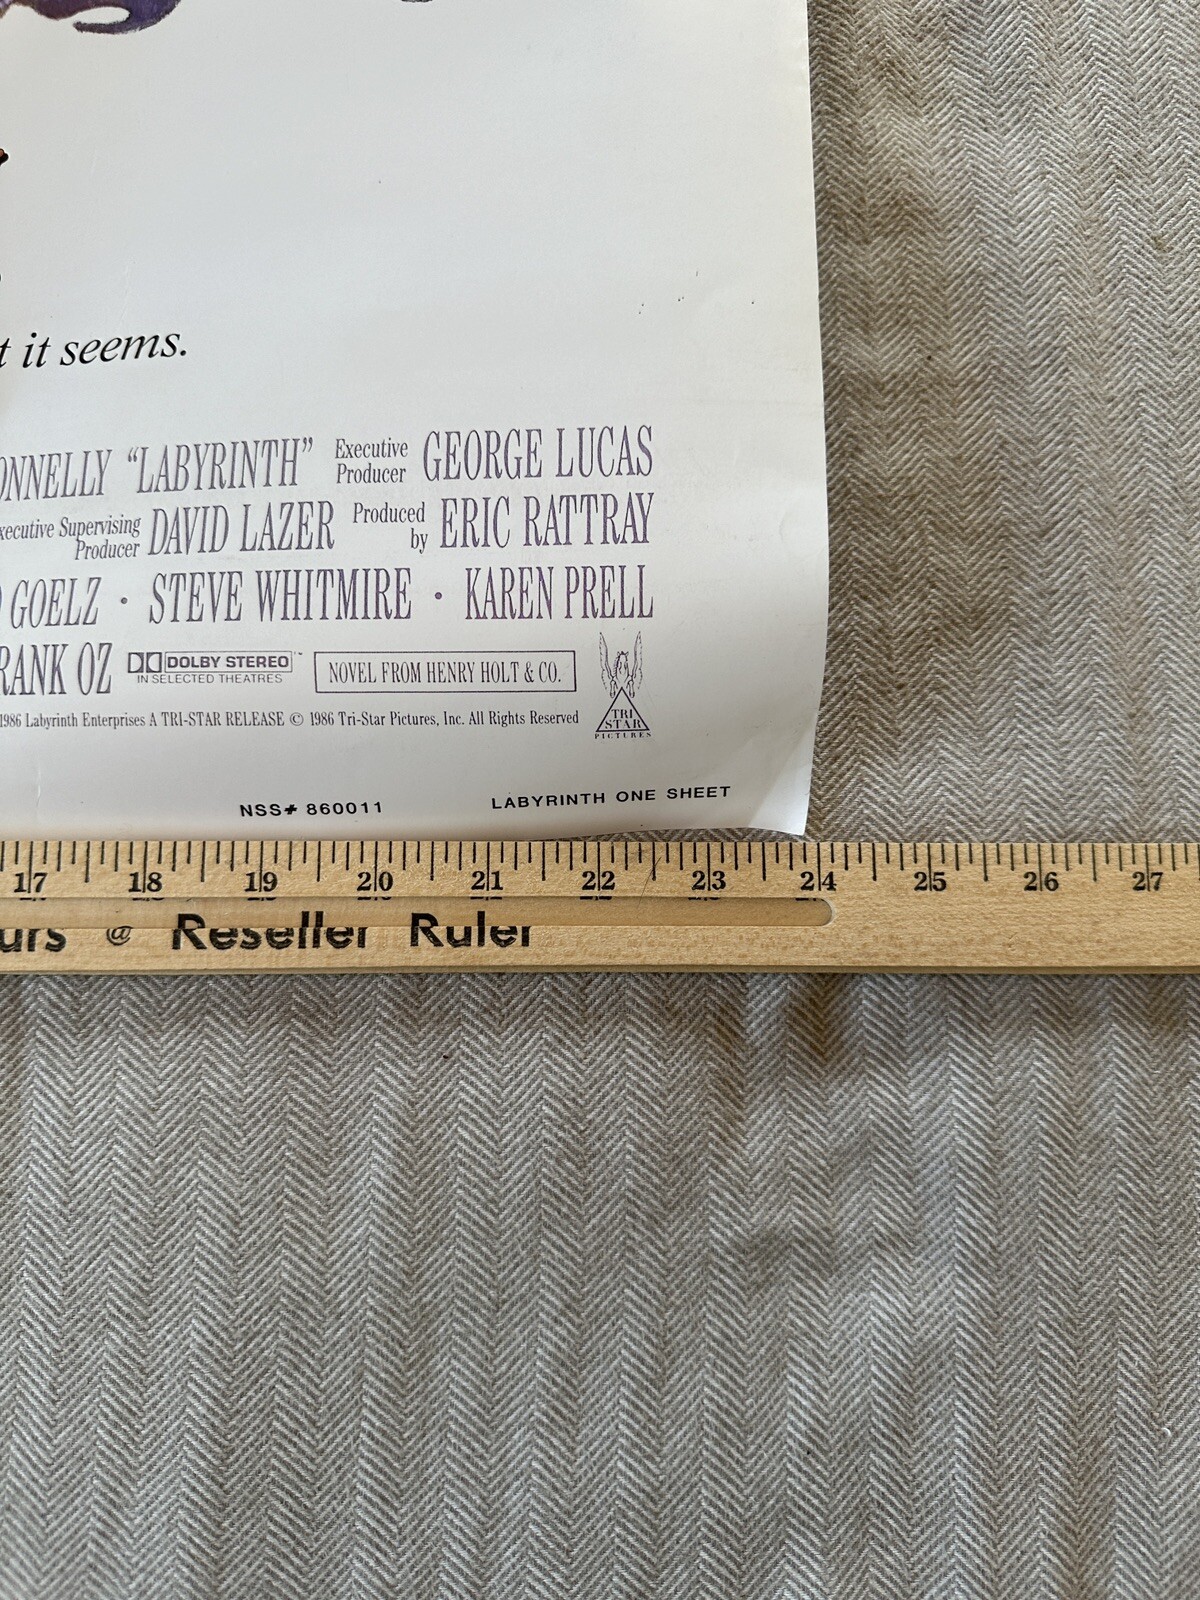 t it seems.
ONNELLY “LABYRINTH” Executive Producer GEORGE LUCAS
xecutive Supervising Producer DAVID LAZER Produced by ERIC RATTRAY
GOELZ · STEVE WHITMIRE · KAREN PRELL
RANK OZ DOLBY STEREO IN SELECTED THEATRES NOVEL FROM HENRY HOLT & CO.
1986 Labyrinth Enterprises A TRI-STAR RELEASE © 1986 Tri-Star Pictures, Inc. All Rights Reserved
TRI
STAR
PICTURES
NSS# 860011 LABYRINTH ONE SHEET
17 18 19 20 21 22 23 24 25 26 27
urs @ Reseller Ruler